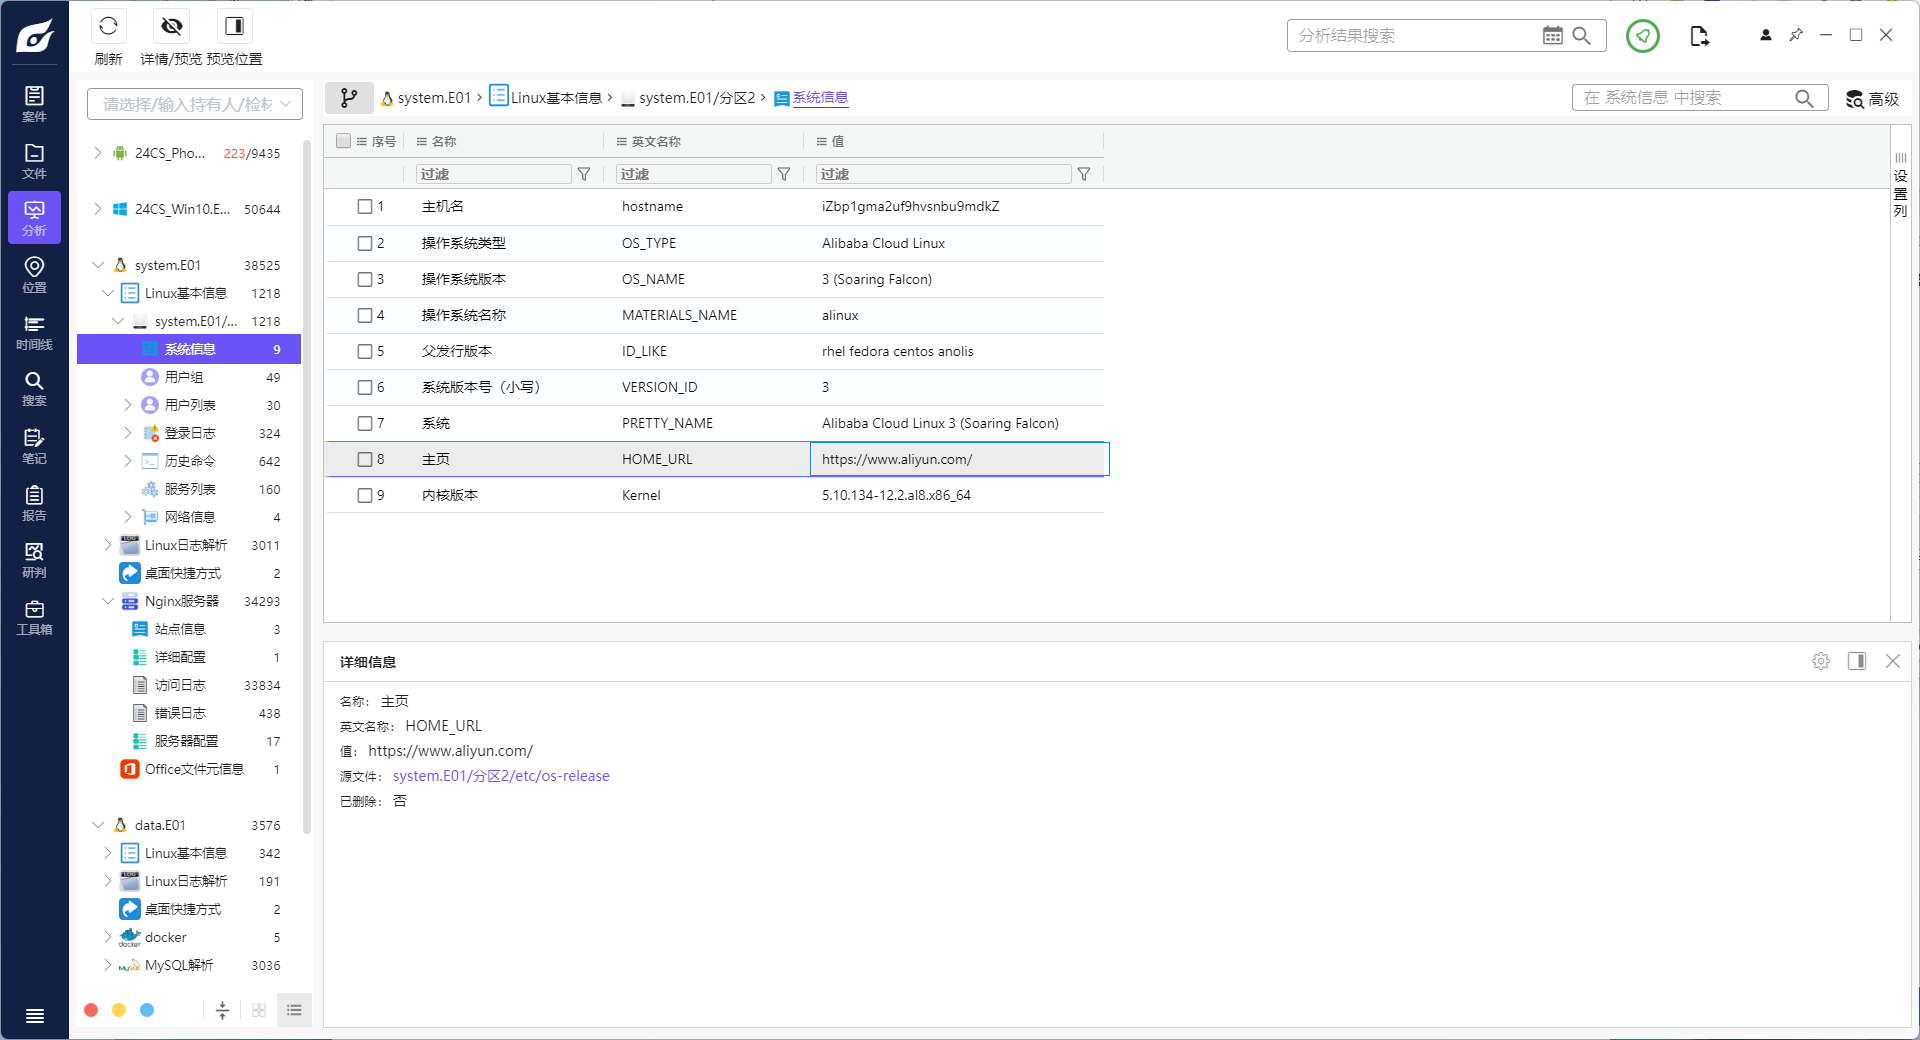 刷新
详情/预览
预览位置
分析结果搜索
案件
文件
分析
位置
时间线
搜索
笔记
报告
研判
工具箱
请选择/输入持有人/检材
24CS_Pho... 223/9435
24CS_Win10.E... 50644
system.E01 38525
Linux基本信息 1218
system.E01/... 1218
系统信息 9
用户组 49
用户列表 30
登录日志 324
历史命令 642
服务列表 160
网络信息 4
Linux日志解析 3011
桌面快捷方式 2
Nginx服务器 34293
站点信息 3
详细配置 1
访问日志 33834
错误日志 438
服务器配置 17
Office文件元信息 1
data.E01 3576
Linux基本信息 342
Linux日志解析 191
桌面快捷方式 2
docker 5
MySQL解析 3036
system.E01 > Linux基本信息 > system.E01/分区2 > 系统信息
在 系统信息 中搜索
高级
序号 名称 英文名称 值
过滤 过滤 过滤
1 主机名 hostname iZbp1gma2uf9hvsnbu9mdkZ
2 操作系统类型 OS_TYPE Alibaba Cloud Linux
3 操作系统版本 OS_NAME 3 (Soaring Falcon)
4 操作系统名称 MATERIALS_NAME alinux
5 父发行版本 ID_LIKE rhel fedora centos anolis
6 系统版本号（小写） VERSION_ID 3
7 系统 PRETTY_NAME Alibaba Cloud Linux 3 (Soaring Falcon)
8 主页 HOME_URL https://www.aliyun.com/
9 内核版本 Kernel 5.10.134-12.2.al8.x86_64
设置列
详细信息
名称： 主页
英文名称： HOME_URL
值： https://www.aliyun.com/
源文件： system.E01/分区2/etc/os-release
已删除： 否